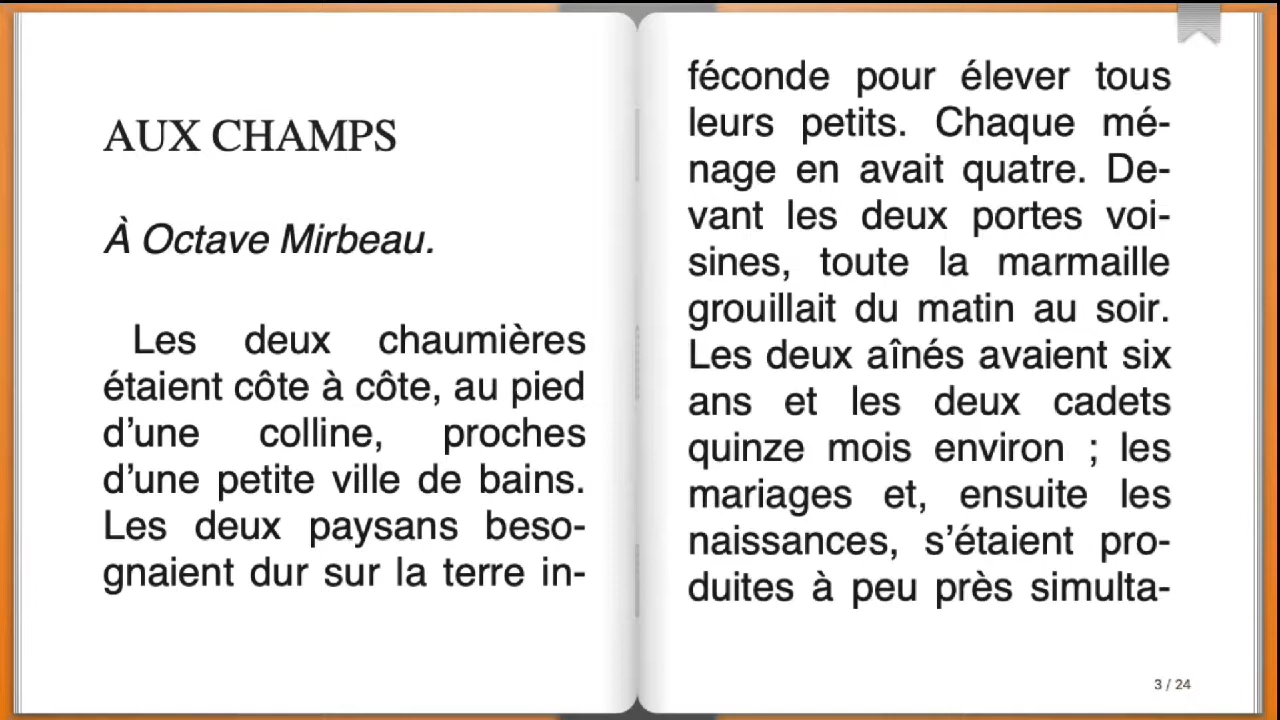 AUX CHAMPS
À Octave Mirbeau.
Les deux chaumières
étaient côte à côte, au pied
d’une colline, proches
d’une petite ville de bains.
Les deux paysans beso-
gnaient dur sur la terre in-
féconde pour élever tous
leurs petits. Chaque mé-
nage en avait quatre. De-
vant les deux portes voi-
sines, toute la marmaille
grouillait du matin au soir.
Les deux aînés avaient six
ans et les deux cadets
quinze mois environ ; les
mariages et, ensuite les
naissances, s’étaient pro-
duites à peu près simulta-
3 / 24